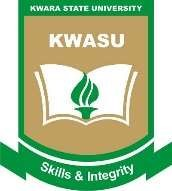 KWARA STATE UNIVERSITY
KWASU
Skills & Integrity